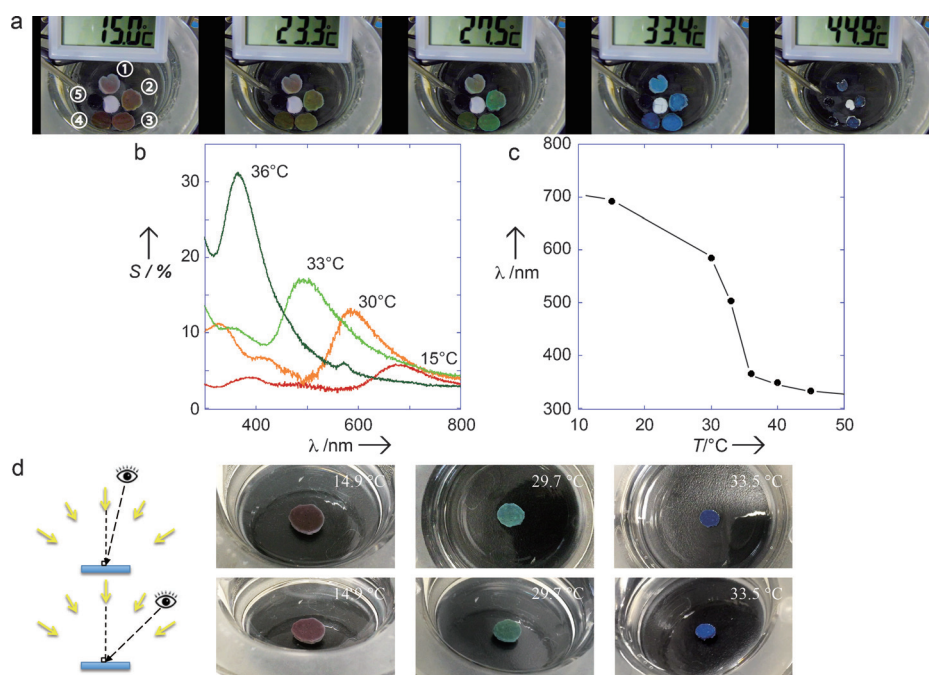 a
15.0°C 23.3°C 27.5°C 33.4°C 44.9°C
① ② ③ ④ ⑤
b
36°C
33°C
30°C
15°C
30
20
10
0
S / %
400 600 800
λ /nm
c
800
700
600
500
400
300
λ /nm
10 20 30 40 50
T/°C
d
14.9 °C 29.7 °C 33.5 °C
14.9 °C 29.7 °C 33.5 °C